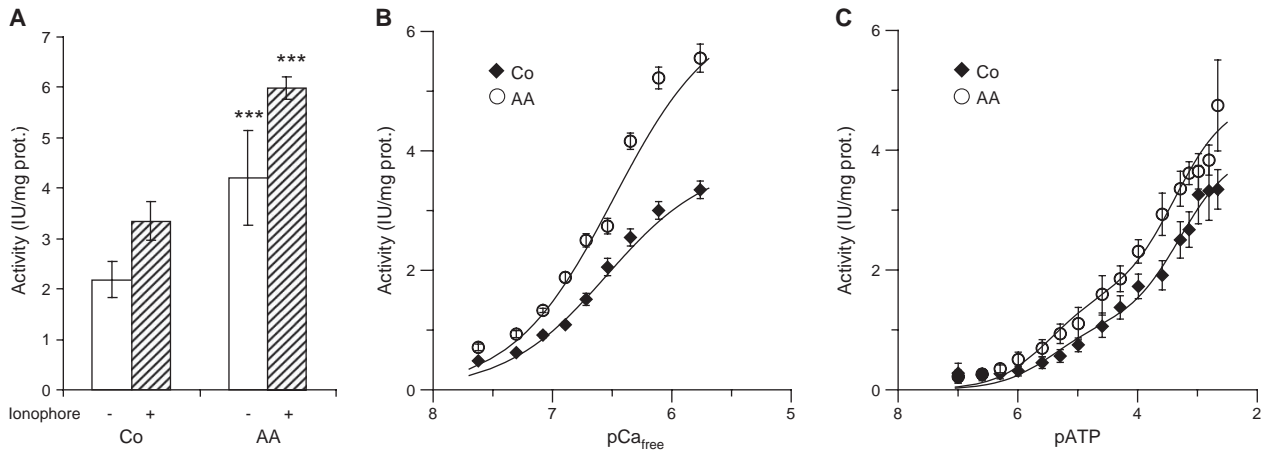 A
7
6
5
4
3
2
1
0
Activity (IU/mg prot.)
***
***
Ionophore - + - +
Co AA
B
6
4
2
0
Activity (IU/mg prot.)
Co
AA
8 7 6 5
pCafree
C
6
4
2
0
Activity (IU/mg prot.)
Co
AA
8 6 4 2
pATP